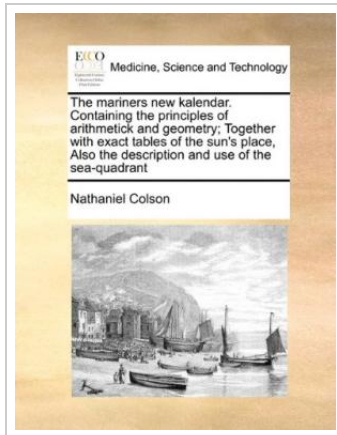 ECCO
Medicine, Science and Technology
The mariners new kalendar.
Containing the principles of
arithmetick and geometry; Together
with exact tables of the sun's place,
Also the description and use of the
sea-quadrant
Nathaniel Colson